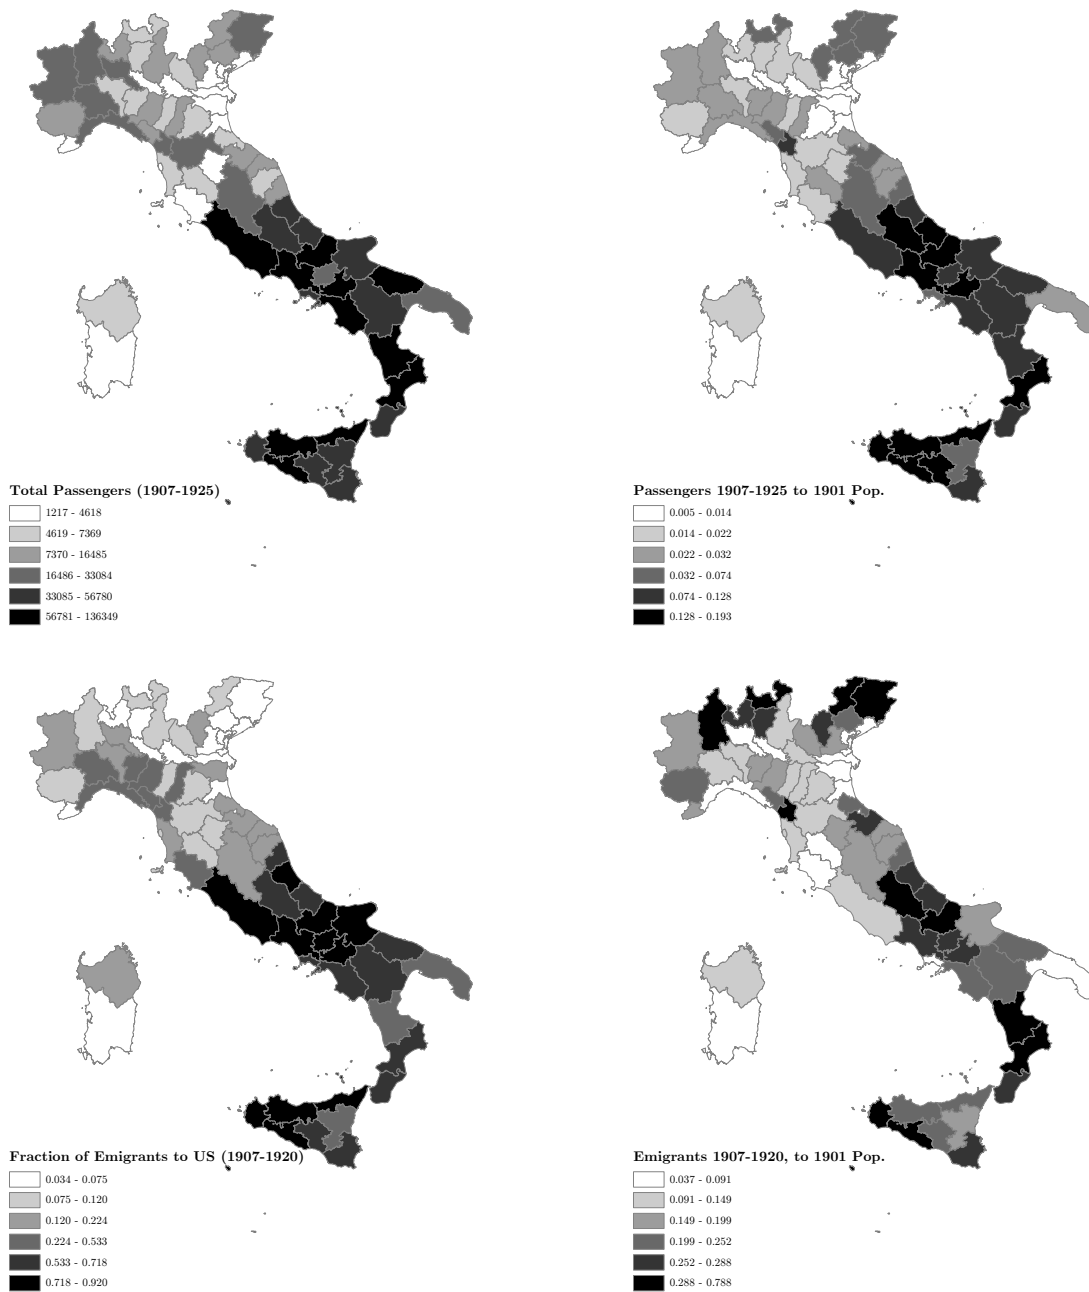 Total Passengers (1907-1925)
1217 - 4618
4619 - 7369
7370 - 16485
16486 - 33084
33085 - 56780
56781 - 136349
Passengers 1907-1925 to 1901 Pop.
0.005 - 0.014
0.014 - 0.022
0.022 - 0.032
0.032 - 0.074
0.074 - 0.128
0.128 - 0.193
Fraction of Emigrants to US (1907-1920)
0.034 - 0.075
0.075 - 0.120
0.120 - 0.224
0.224 - 0.533
0.533 - 0.718
0.718 - 0.920
Emigrants 1907-1920, to 1901 Pop.
0.037 - 0.091
0.091 - 0.149
0.149 - 0.199
0.199 - 0.252
0.252 - 0.288
0.288 - 0.788